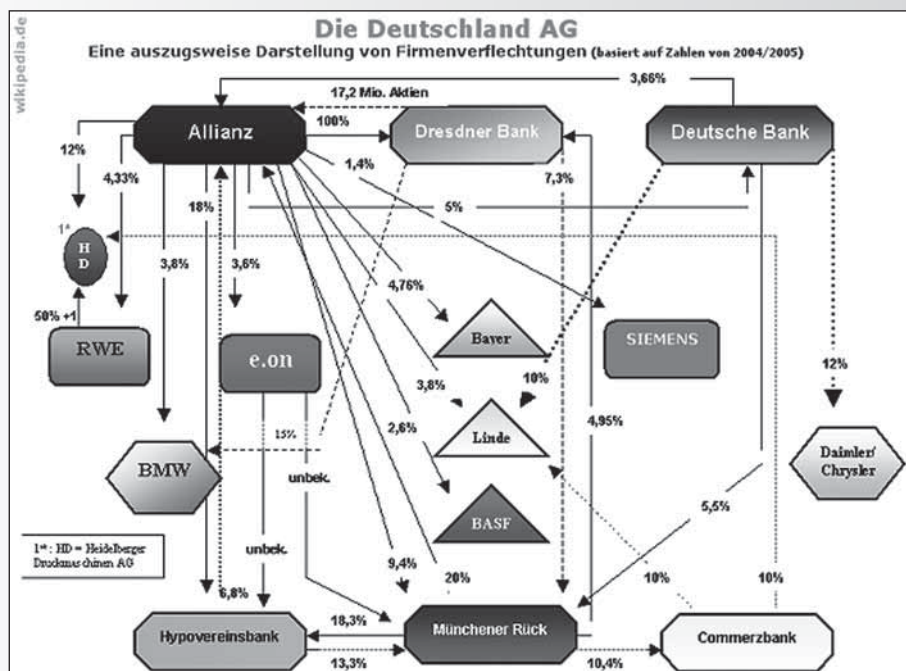 wikipedia.de
Die Deutschland AG
Eine auszugsweise Darstellung von Firmenverflechtungen (basiert auf Zahlen von 2004/2005)
3,66%
17,2 Mio. Aktien
Allianz
100%
Dresdner Bank
Deutsche Bank
12%
4,33%
1,4%
7,3%
18%
5%
1*
H
D
3,8%
3,6%
4,76%
50% +1
RWE
e.on
Bayer
SIEMENS
10%
12%
3,8%
2,6%
4,95%
15%
Linde
BMW
unbek.
Daimler/
Chrysler
BASF
5,5%
1*: HD = Heidelberger
Druckmaschinen AG
unbek.
9,4%
20%
10%
10%
6,8%
Hypovereinsbank
18,3%
13,3%
Münchener Rück
10,4%
Commerzbank